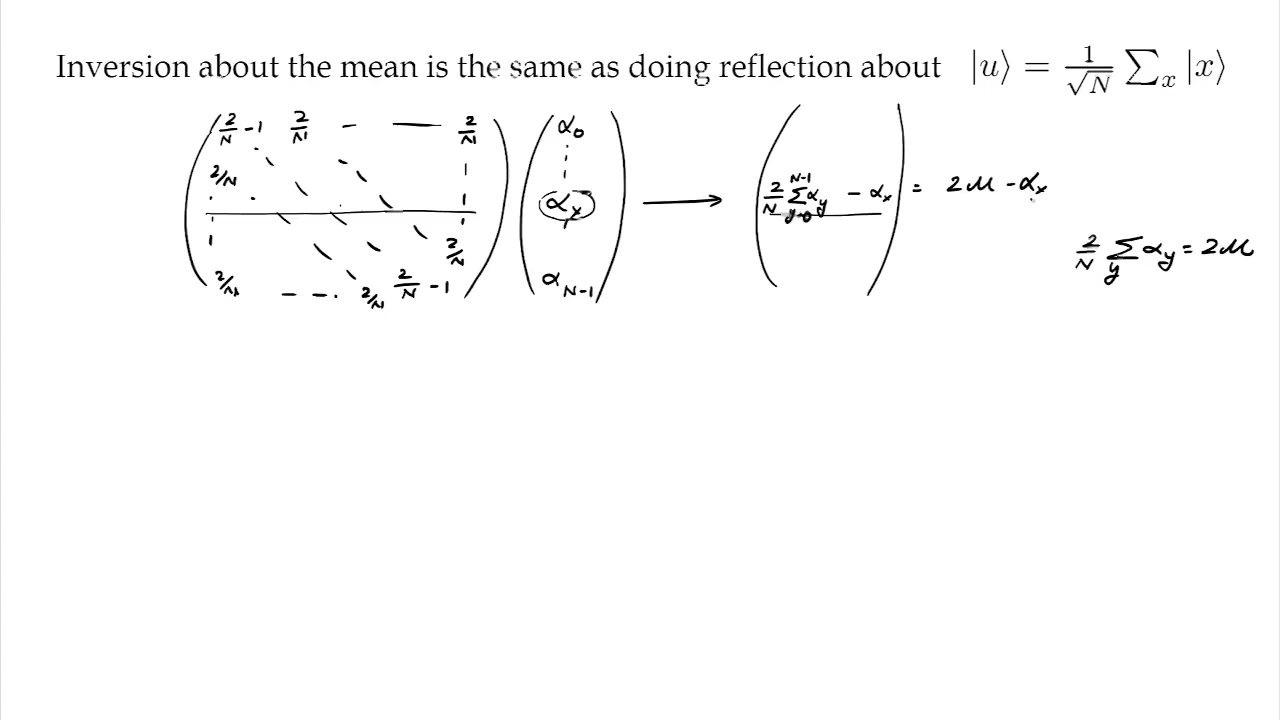 Inversion about the mean is the same as doing reflection about |u⟩ = 1/√N ∑ₓ |x⟩
2/N -1 2/N - — 2/N
α₀
2/N
αₓ
2/N ∑_{y=0}^{N-1} α_y - αₓ = 2μ - αₓ
2/N
2/N ∑_y α_y = 2μ
2/N - - . 2/N 2/N -1
α_{N-1}